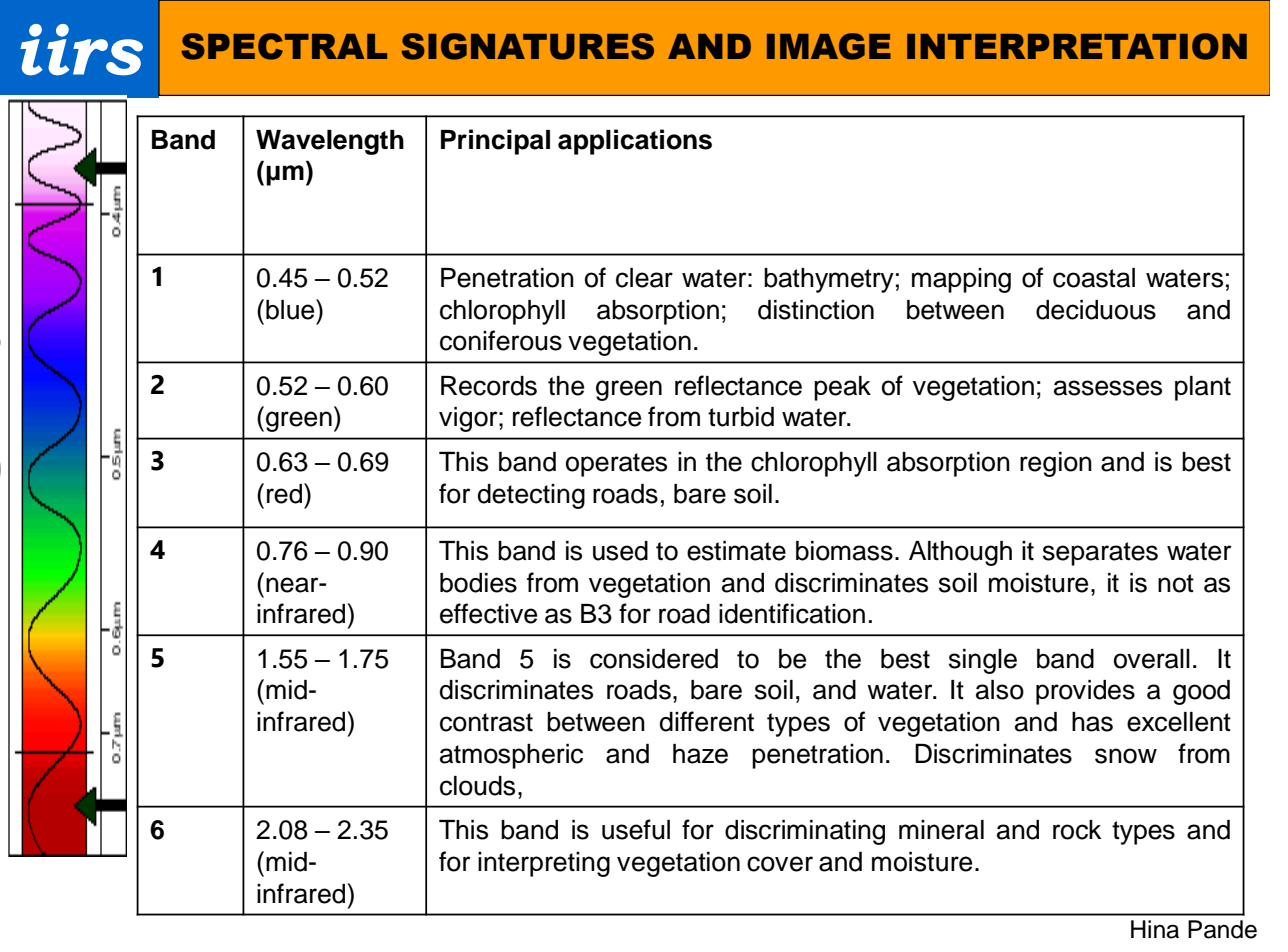 iirs
SPECTRAL SIGNATURES AND IMAGE INTERPRETATION
0.4µm
0.5µm
0.6µm
0.7µm
Band
Wavelength
(µm)
Principal applications
1
0.45 – 0.52
(blue)
Penetration of clear water: bathymetry; mapping of coastal waters;
chlorophyll absorption; distinction between deciduous and
coniferous vegetation.
2
0.52 – 0.60
(green)
Records the green reflectance peak of vegetation; assesses plant
vigor; reflectance from turbid water.
3
0.63 – 0.69
(red)
This band operates in the chlorophyll absorption region and is best
for detecting roads, bare soil.
4
0.76 – 0.90
(near-
infrared)
This band is used to estimate biomass. Although it separates water
bodies from vegetation and discriminates soil moisture, it is not as
effective as B3 for road identification.
5
1.55 – 1.75
(mid-
infrared)
Band 5 is considered to be the best single band overall. It
discriminates roads, bare soil, and water. It also provides a good
contrast between different types of vegetation and has excellent
atmospheric and haze penetration. Discriminates snow from
clouds,
6
2.08 – 2.35
(mid-
infrared)
This band is useful for discriminating mineral and rock types and
for interpreting vegetation cover and moisture.
Hina Pande